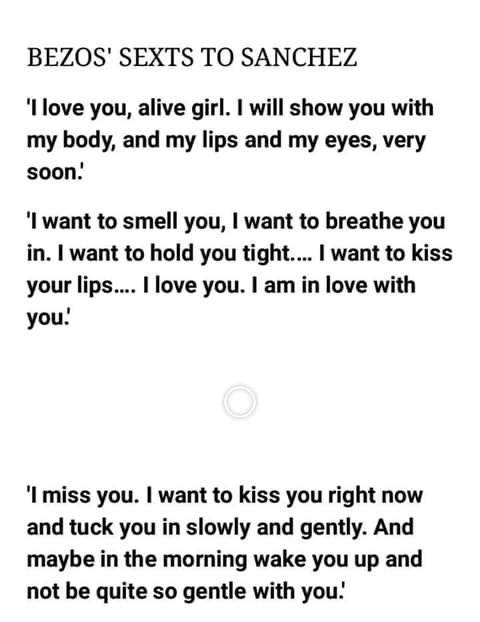 BEZOS' SEXTS TO SANCHEZ
'I love you, alive girl. I will show you with
my body, and my lips and my eyes, very
soon.'
'I want to smell you, I want to breathe you
in. I want to hold you tight.... I want to kiss
your lips.... I love you. I am in love with
you.'
'I miss you. I want to kiss you right now
and tuck you in slowly and gently. And
maybe in the morning wake you up and
not be quite so gentle with you.'